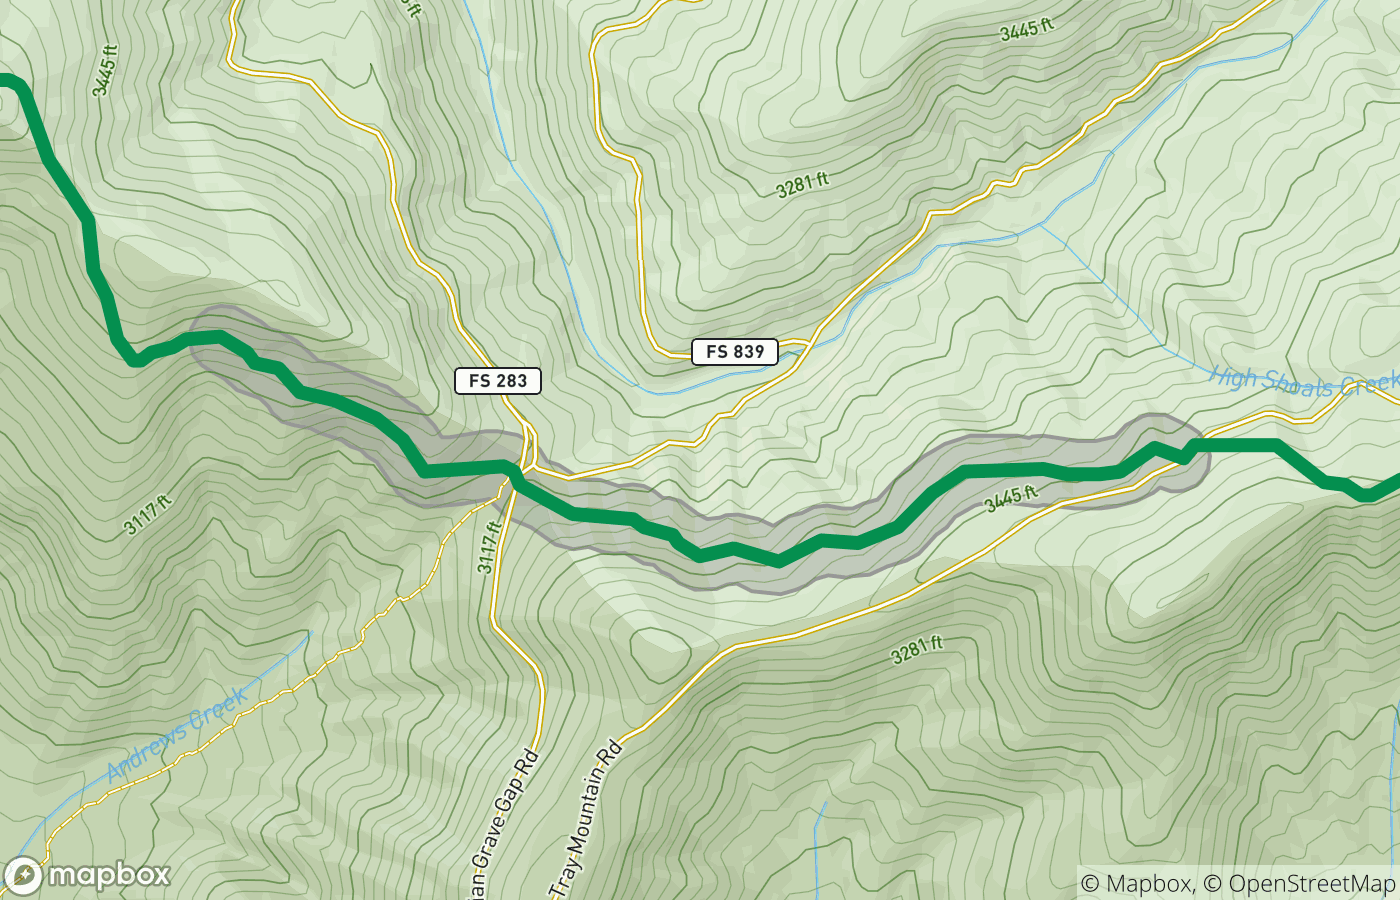 3445 ft
3445 ft
3281 ft
FS 839
FS 283
High Shoals Creek
3445 ft
3117 ft
3117 ft
3281 ft
Andrews Creek
Gap Rd
Grave
Tray Mountain Rd
mapbox
© Mapbox, © OpenStreetMap